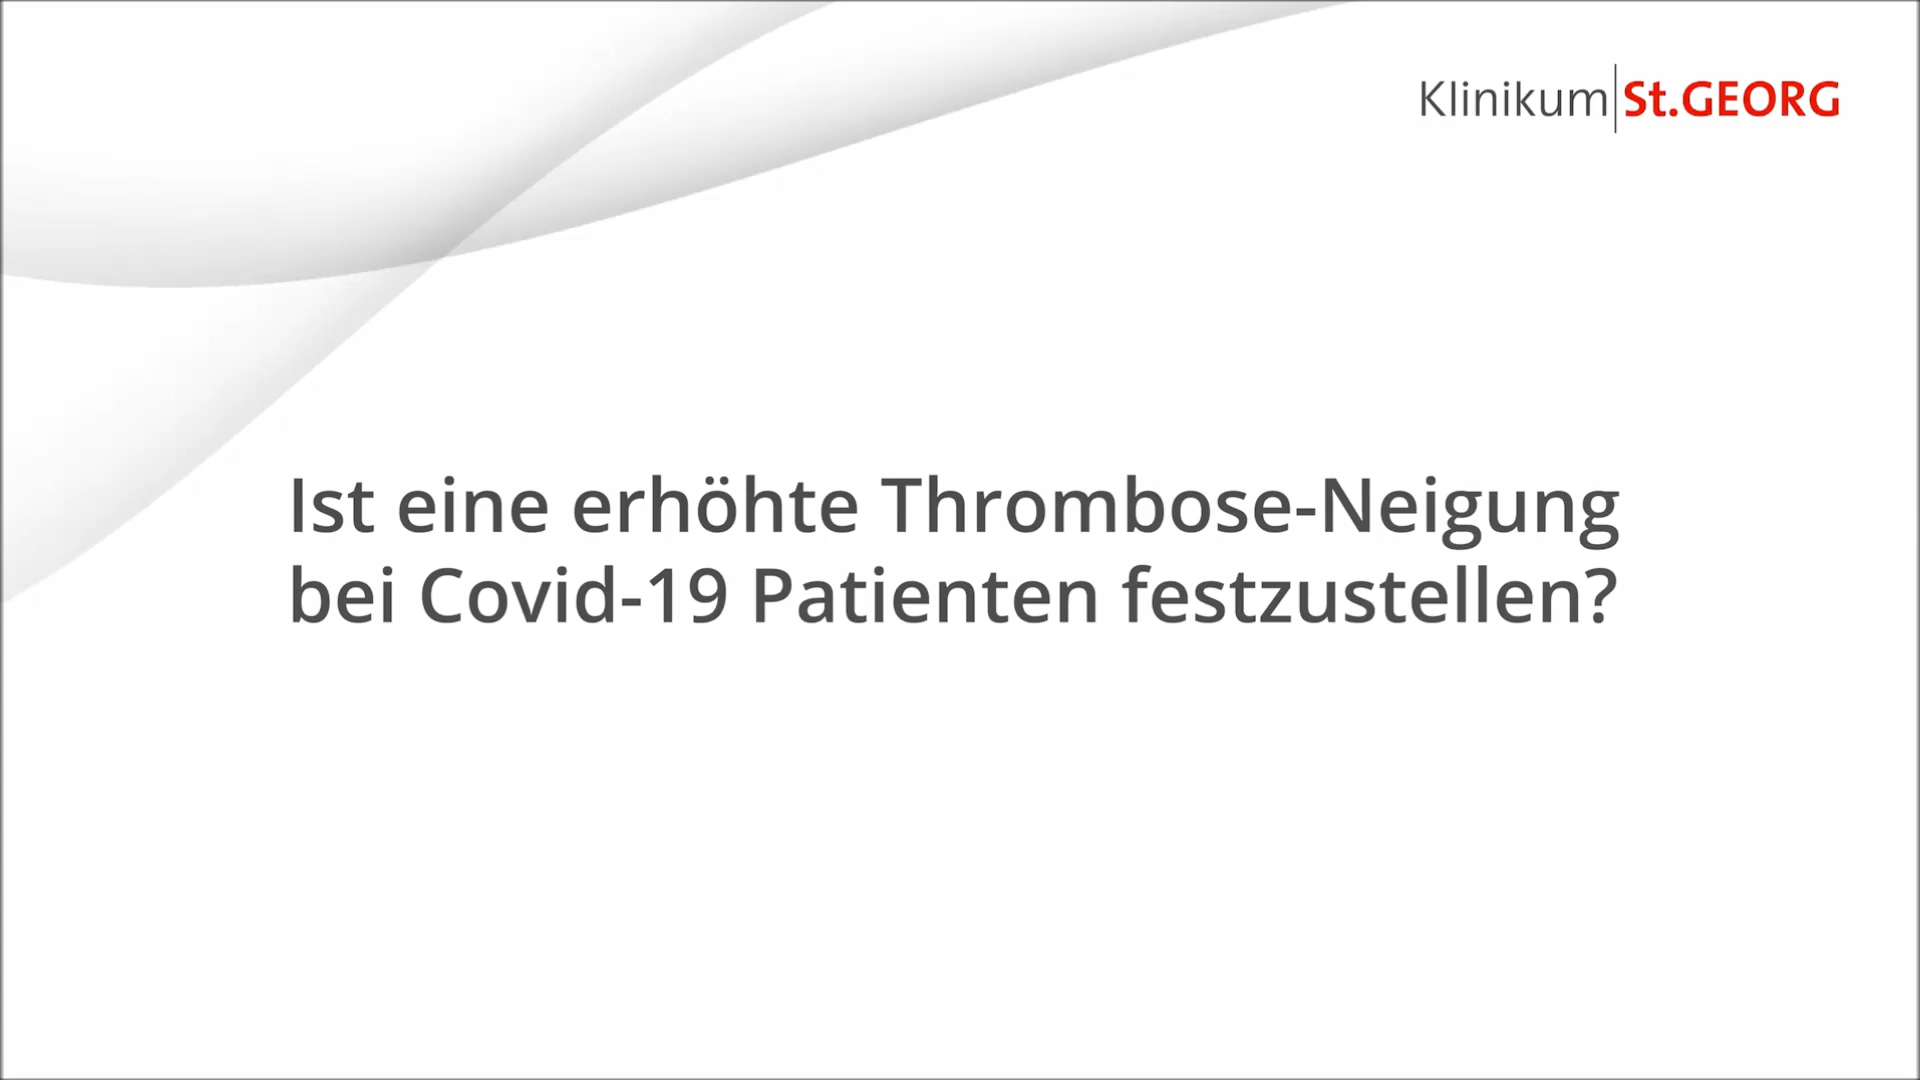 Klinikum St.GEORG
Ist eine erhöhte Thrombose-Neigung
bei Covid-19 Patienten festzustellen?